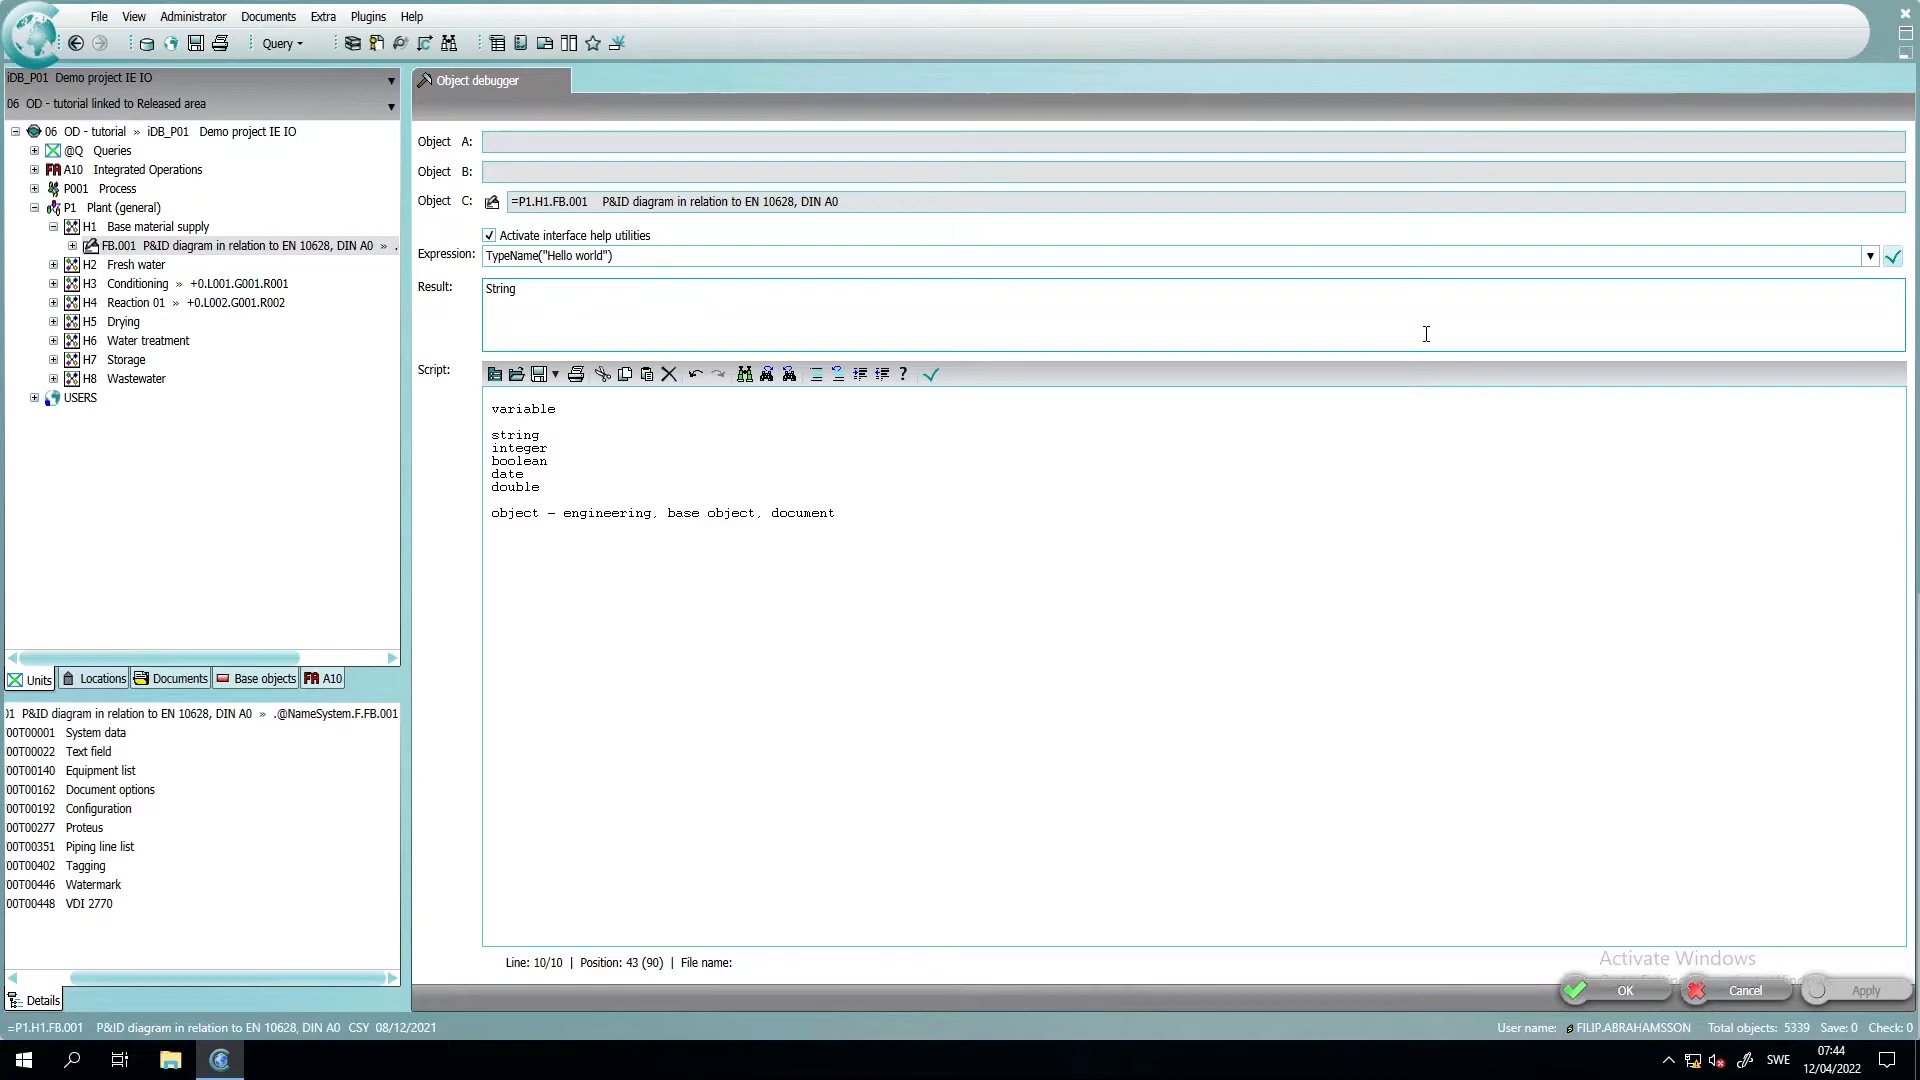 File View Administrator Documents Extra Plugins Help
Query
iDB_P01 Demo project IE IO
06 OD - tutorial linked to Released area
06 OD - tutorial » iDB_P01 Demo project IE IO
@Q Queries
FA A10 Integrated Operations
P001 Process
P1 Plant (general)
H1 Base material supply
FB.001 P&ID diagram in relation to EN 10628, DIN A0 » .
H2 Fresh water
H3 Conditioning » +0.L001.G001.R001
H4 Reaction 01 » +0.L002.G001.R002
H5 Drying
H6 Water treatment
H7 Storage
H8 Wastewater
USERS
Units Locations Documents Base objects FA A10
)1 P&ID diagram in relation to EN 10628, DIN A0 » .@NameSystem.F.FB.001
00T00001 System data
00T00022 Text field
00T00140 Equipment list
00T00162 Document options
00T00192 Configuration
00T00277 Proteus
00T00351 Piping line list
00T00402 Tagging
00T00446 Watermark
00T00448 VDI 2770
Details
Object debugger
Object A:
Object B:
Object C: =P1.H1.FB.001 P&ID diagram in relation to EN 10628, DIN A0
Activate interface help utilities
Expression: TypeName("Hello world")
Result: String
Script:
variable
string
integer
boolean
date
double
object - engineering, base object, document
Line: 10/10 | Position: 43 (90) | File name:
Activate Windows
OK Cancel Apply
=P1.H1.FB.001 P&ID diagram in relation to EN 10628, DIN A0 CSY 08/12/2021
User name: FILIP.ABRAHAMSSON Total objects: 5339 Save: 0 Check: 0
SWE
07:44
12/04/2022